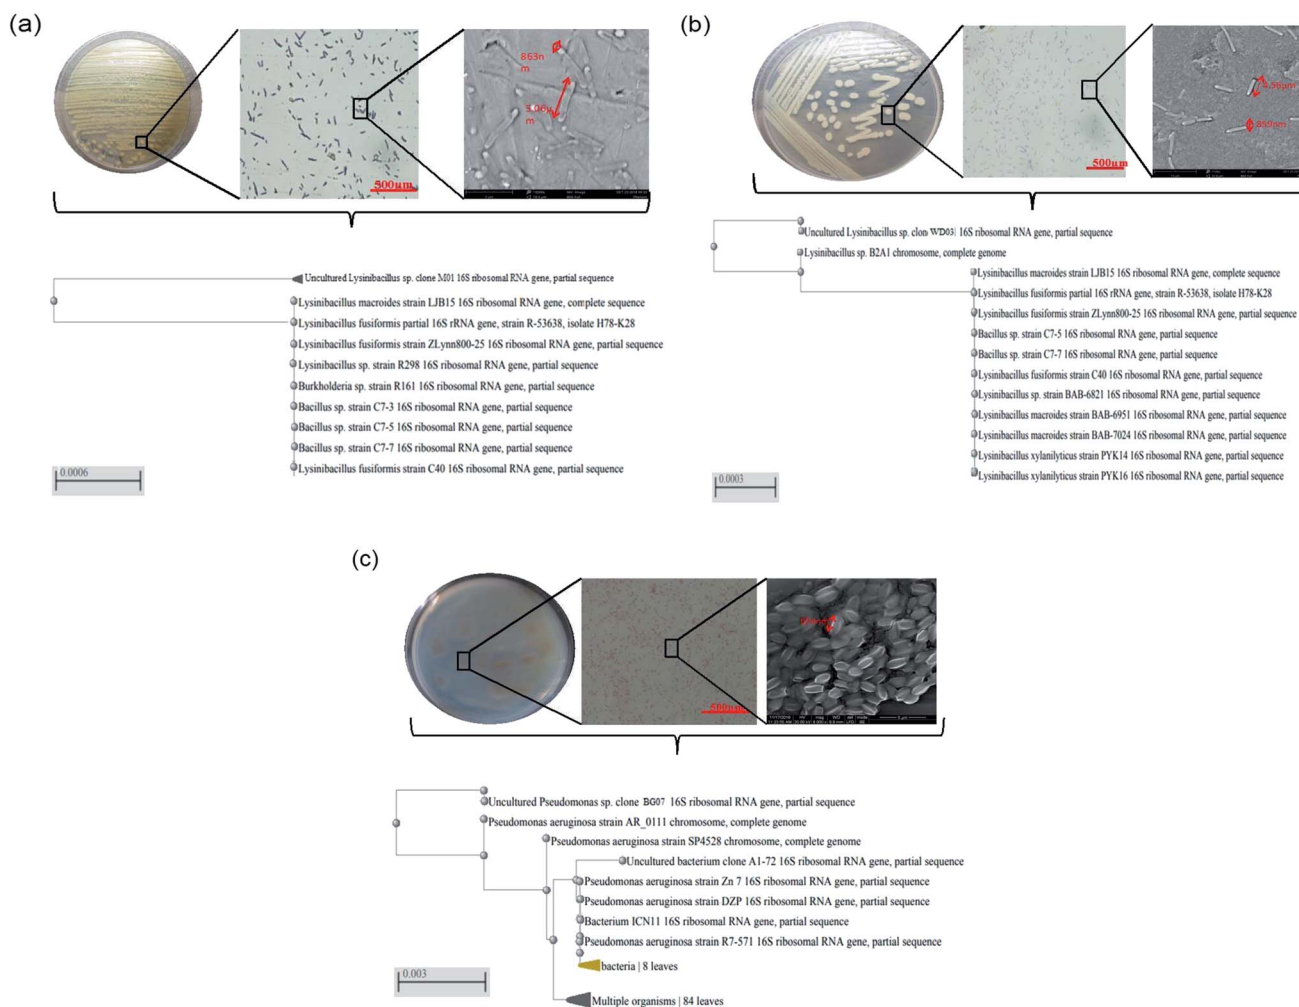 (a)
863n
m
500µm
(b)
4.56µm
869nm
500µm
Uncultured Lysinibacillus sp. clone M01 16S ribosomal RNA gene, partial sequence
Lysinibacillus macroides strain LJB15 16S ribosomal RNA gene, complete sequence
Lysinibacillus fusiformis partial 16S rRNA gene, strain R-53638, isolate H78-K28
Lysinibacillus fusiformis strain ZLynn800-25 16S ribosomal RNA gene, partial sequence
Lysinibacillus sp. strain R298 16S ribosomal RNA gene, partial sequence
Burkholderia sp. strain R161 16S ribosomal RNA gene, partial sequence
Bacillus sp. strain C7-3 16S ribosomal RNA gene, partial sequence
Bacillus sp. strain C7-5 16S ribosomal RNA gene, partial sequence
Bacillus sp. strain C7-7 16S ribosomal RNA gene, partial sequence
Lysinibacillus fusiformis strain C40 16S ribosomal RNA gene, partial sequence
0.0006
Uncultured Lysinibacillus sp. clon WD03| 16S ribosomal RNA gene, partial sequence
Lysinibacillus sp. B2A1 chromosome, complete genome
Lysinibacillus macroides strain LJB15 16S ribosomal RNA gene, complete sequence
Lysinibacillus fusiformis partial 16S rRNA gene, strain R-53638, isolate H78-K28
Lysinibacillus fusiformis strain ZLynn800-25 16S ribosomal RNA gene, partial sequence
Bacillus sp. strain C7-5 16S ribosomal RNA gene, partial sequence
Bacillus sp. strain C7-7 16S ribosomal RNA gene, partial sequence
Lysinibacillus fusiformis strain C40 16S ribosomal RNA gene, partial sequence
Lysinibacillus sp. strain BAB-6821 16S ribosomal RNA gene, partial sequence
Lysinibacillus macroides strain BAB-6951 16S ribosomal RNA gene, partial sequence
Lysinibacillus macroides strain BAB-7024 16S ribosomal RNA gene, partial sequence
Lysinibacillus xylanilyticus strain PYK14 16S ribosomal RNA gene, partial sequence
Lysinibacillus xylanilyticus strain PYK16 16S ribosomal RNA gene, partial sequence
0.0003
(c)
500µm
Uncultured Pseudomonas sp. clone BG07 16S ribosomal RNA gene, partial sequence
Pseudomonas aeruginosa strain AR_0111 chromosome, complete genome
Pseudomonas aeruginosa strain SP4528 chromosome, complete genome
Uncultured bacterium clone A1-72 16S ribosomal RNA gene, partial sequence
Pseudomonas aeruginosa strain Zn 7 16S ribosomal RNA gene, partial sequence
Pseudomonas aeruginosa strain DZP 16S ribosomal RNA gene, partial sequence
Bacterium ICN11 16S ribosomal RNA gene, partial sequence
Pseudomonas aeruginosa strain R7-571 16S ribosomal RNA gene, partial sequence
bacteria | 8 leaves
Multiple organisms | 84 leaves
0.003